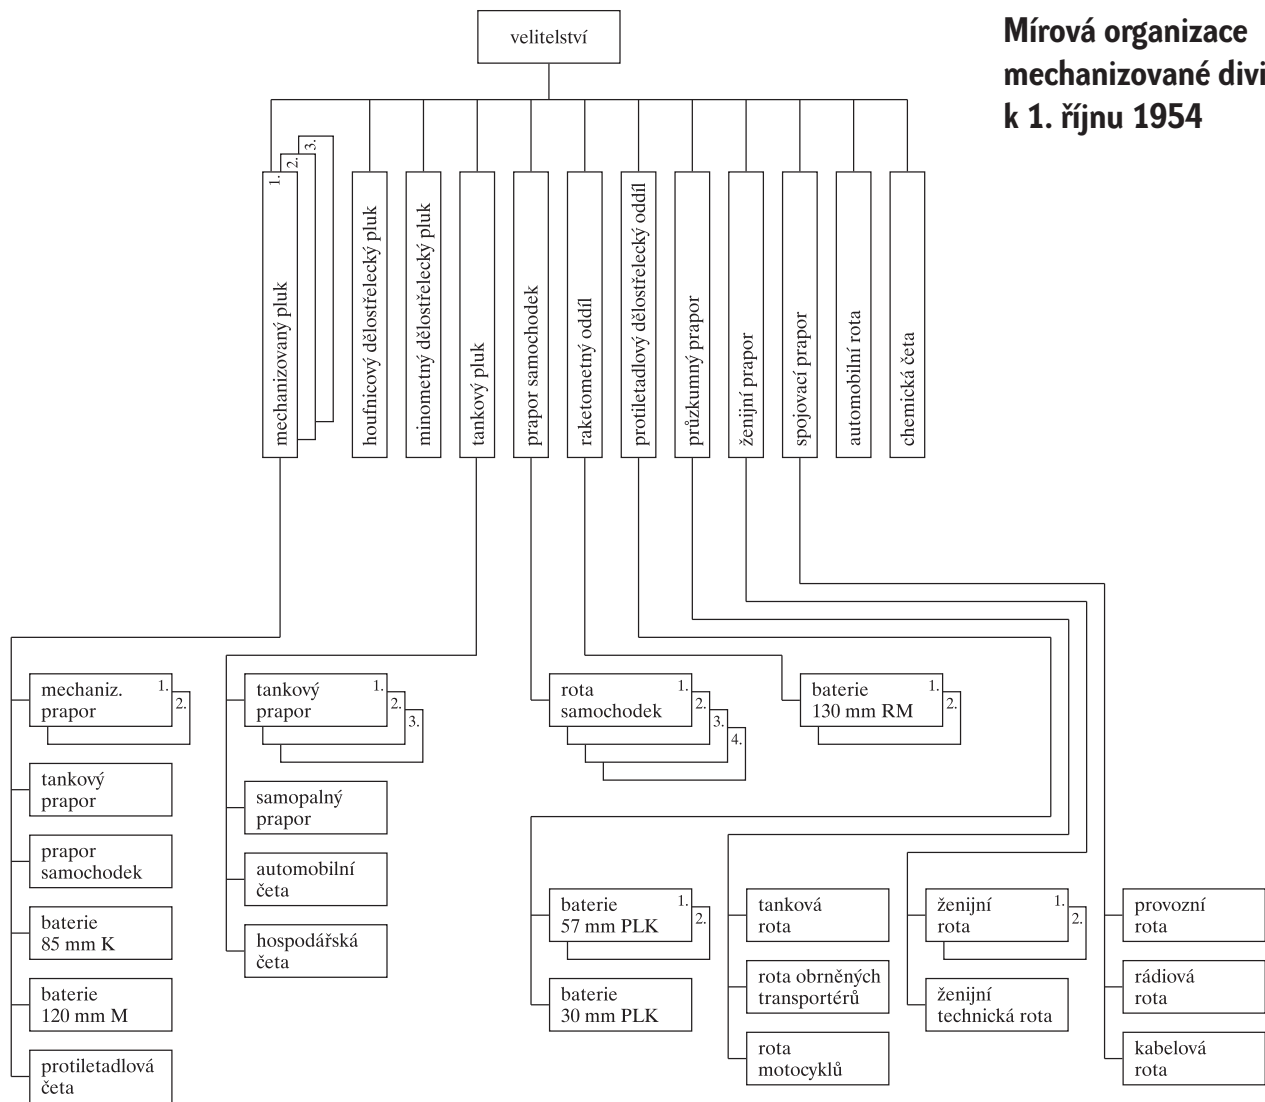 Mírová organizace
mechanizované divi
k 1. říjnu 1954
velitelství
1.
2.
3.
mechanizovaný pluk
houfnicový dělostřelecký pluk
minometný dělostřelecký pluk
tankový pluk
prapor samochodek
raketometný oddíl
protiletadlový dělostřelecký oddíl
průzkumný prapor
ženijní prapor
spojovací prapor
automobilní rota
chemická četa
mechaniz. 1.
prapor 2.
tankový
prapor
prapor
samochodek
baterie
85 mm K
baterie
120 mm M
protiletadlová
četa
tankový 1.
prapor 2.
3.
samopalný
prapor
automobilní
četa
hospodářská
četa
rota 1.
samochodek 2.
3.
4.
baterie 1.
130 mm RM 2.
baterie 1.
57 mm PLK 2.
baterie
30 mm PLK
tanková
rota
rota obrněných
transportérů
rota
motocyklů
ženijní 1.
rota 2.
ženijní
technická rota
provozní
rota
rádiová
rota
kabelová
rota